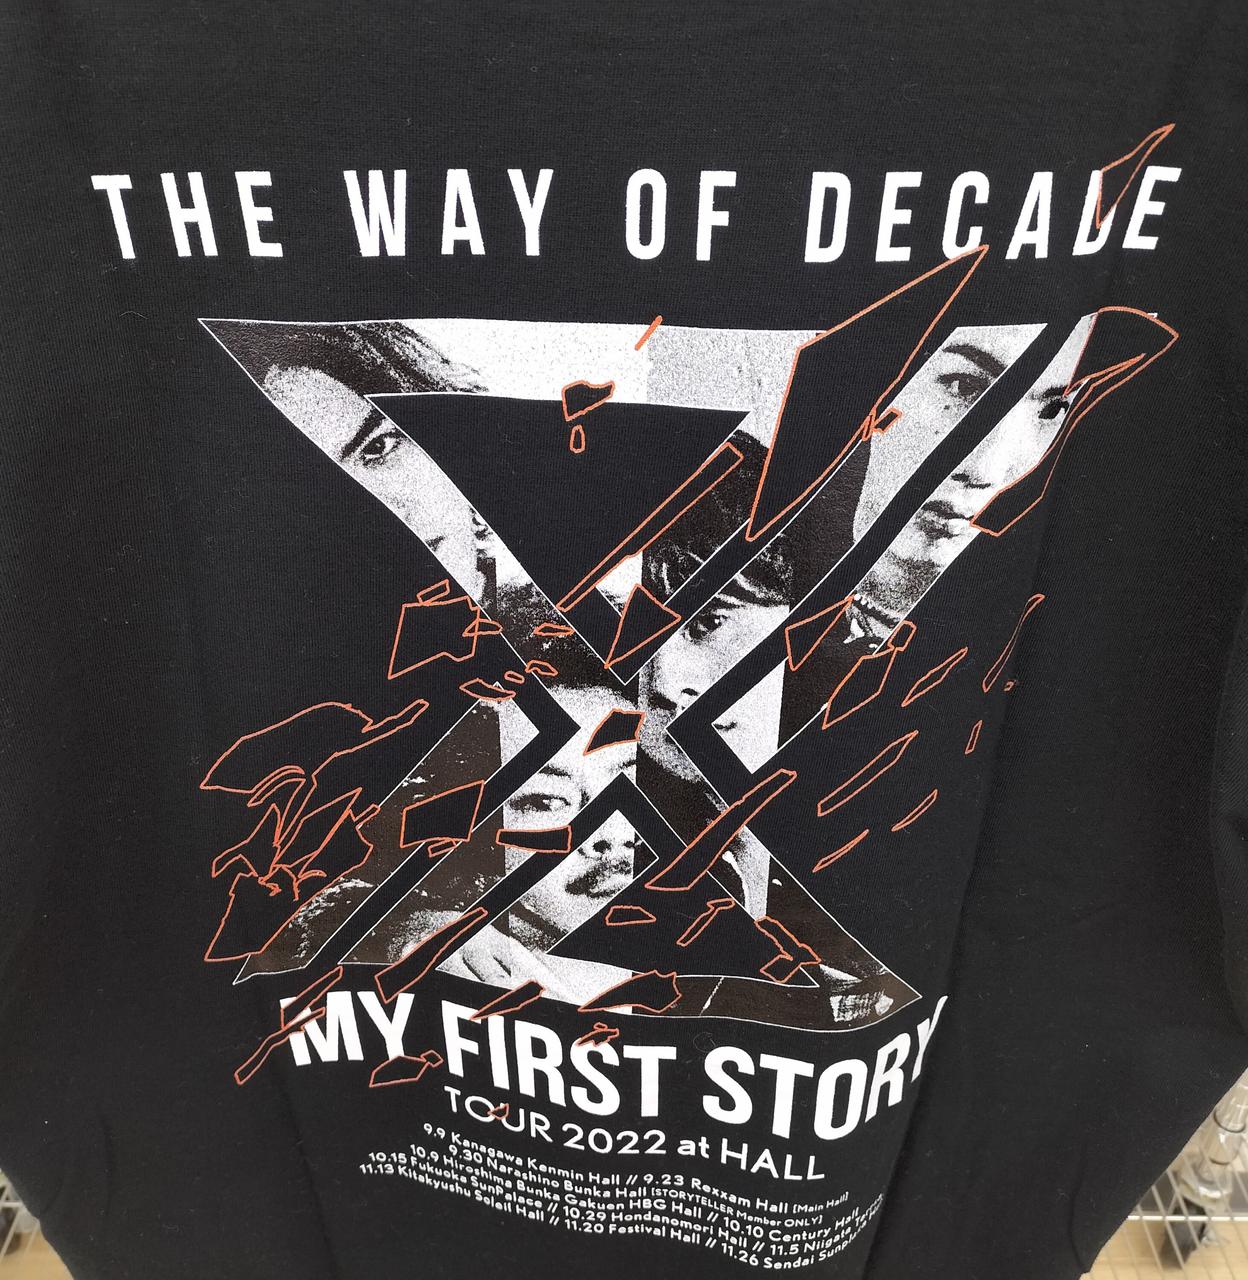 THE WAY OF DECADE
MY FIRST STORY
TOUR 2022 at HALL
9.9 Kanagawa Kenmin Hall // 9.23 Rexxam Hall [Main Hall]
9.30 Narashino Bunka Hall [STORYTELLER Member ONLY]
10.9 Hiroshima Bunka Gakuen HBG Hall // 10.10 Century Hall
10.15 Fukuoka SunPalace // 10.29 Hondanomori Hall // 11.5 Niigata
11.13 Kitakyushu Soleil Hall // 11.20 Festival Hall // 11.26 Sendai